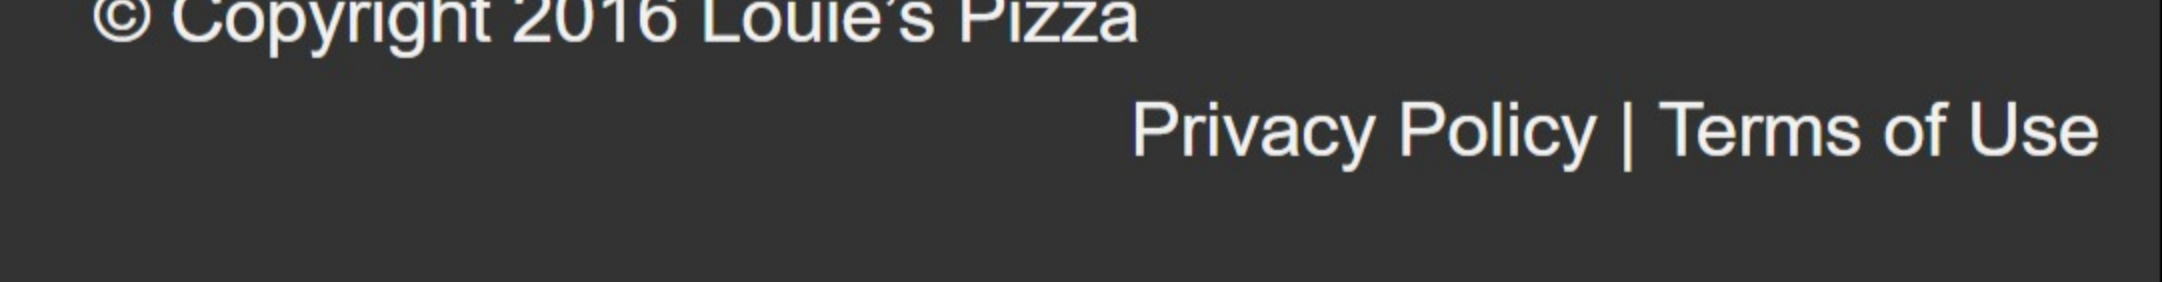 © Copyright 2016 Louie’s Pizza
Privacy Policy | Terms of Use